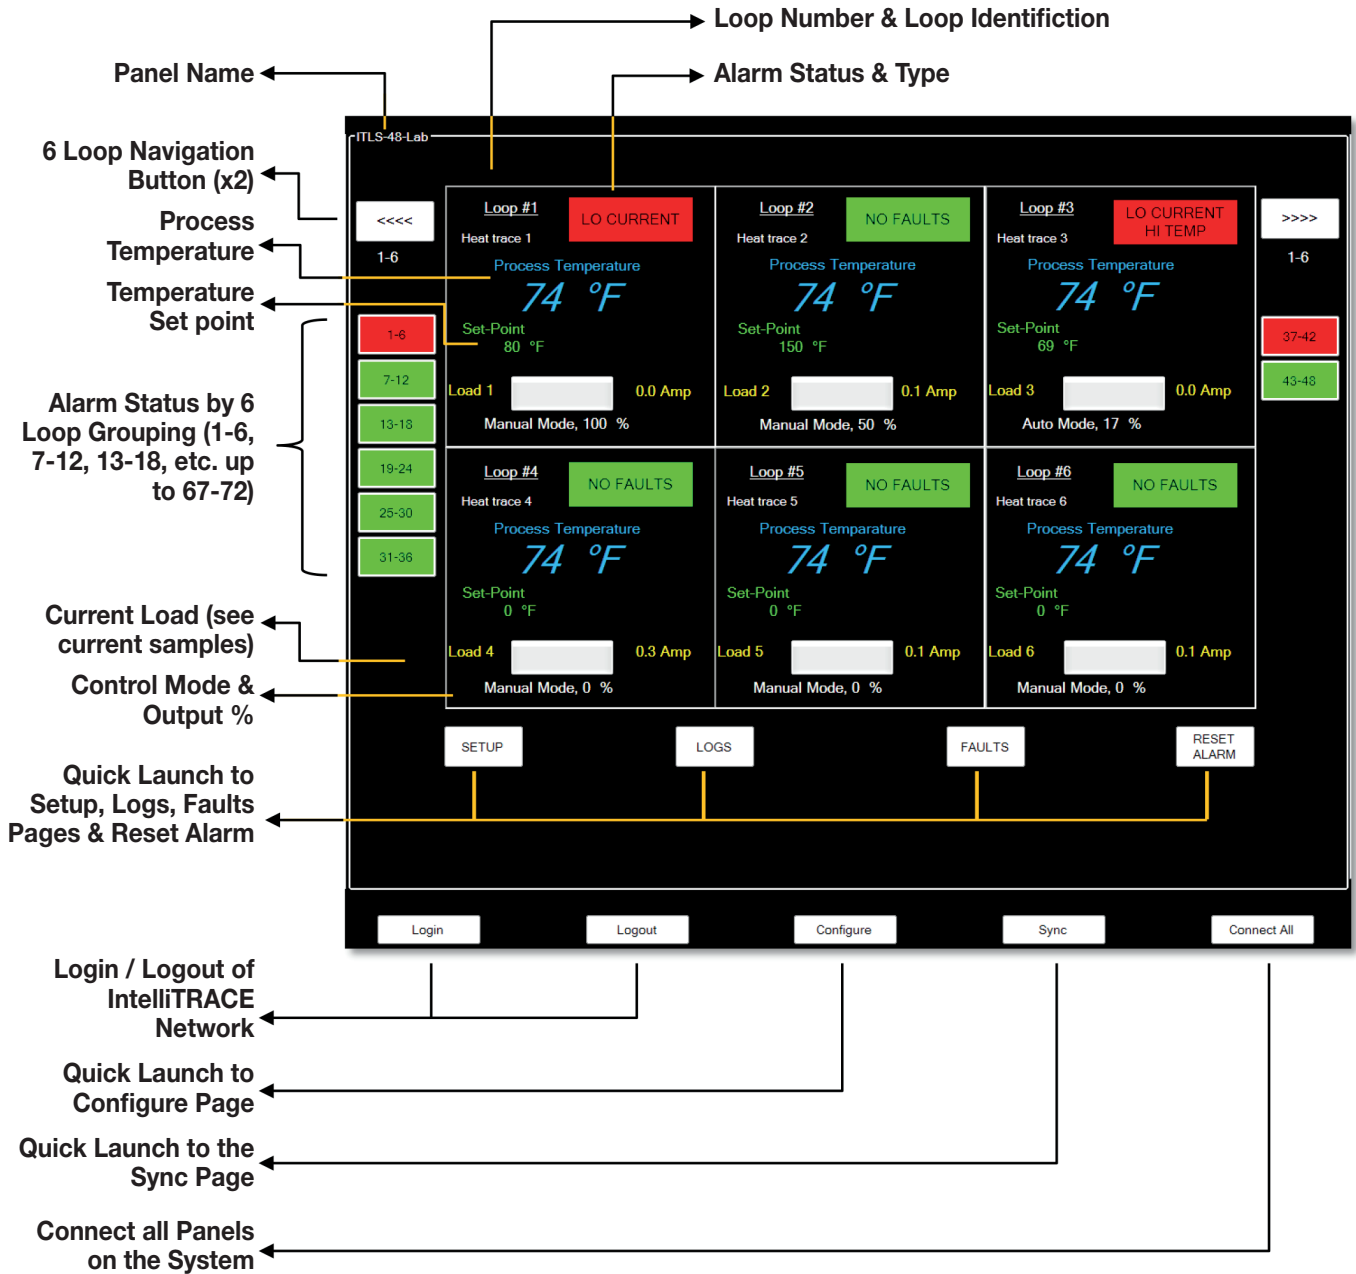 Loop Number & Loop Identifiction
Panel Name
Alarm Status & Type
ITLS-48-Lab
6 Loop Navigation
Button (x2)
Process
Temperature
Temperature
Set point
Alarm Status by 6
Loop Grouping (1-6,
7-12, 13-18, etc. up
to 67-72)
Current Load (see
current samples)
Control Mode &
Output %
Quick Launch to
Setup, Logs, Faults
Pages & Reset Alarm
<<<<
1-6
1-6
7-12
13-18
19-24
25-30
31-36
Loop #1
LO CURRENT
Heat trace 1
Process Temperature
74 °F
Set-Point
80 °F
Load 1
0.0 Amp
Manual Mode, 100 %
Loop #2
NO FAULTS
Heat trace 2
Process Temparature
74 °F
Set-Point
150 °F
Load 2
0.1 Amp
Manual Mode, 50 %
Loop #3
LO CURRENT
HI TEMP
Heat trace 3
Process Temparature
74 °F
Set-Point
69 °F
Load 3
0.0 Amp
Auto Mode, 17 %
>>>>
1-6
37-42
43-48
Loop #4
NO FAULTS
Heat trace 4
Process Temperature
74 °F
Set-Point
0 °F
Load 4
0.3 Amp
Manual Mode, 0 %
Loop #5
NO FAULTS
Heat trace 5
Process Temparature
74 °F
Set-Point
0 °F
Load 5
0.1 Amp
Manual Mode, 0 %
Loop #6
NO FAULTS
Heat trace 6
Process Temparature
74 °F
Set-Point
0 °F
Load 6
0.1 Amp
Manual Mode, 0 %
SETUP
LOGS
FAULTS
RESET
ALARM
Login
Logout
Configure
Sync
Connect All
Login / Logout of
IntelliTRACE
Network
Quick Launch to
Configure Page
Quick Launch to the
Sync Page
Connect all Panels
on the System